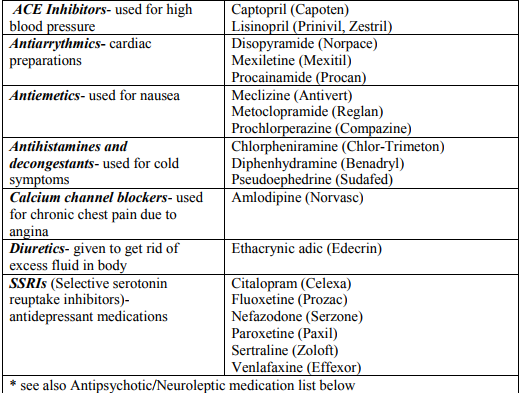 ACE Inhibitors- used for high
blood pressure
Captopril (Capoten)
Lisinopril (Prinivil, Zestril)
Antiarrythmics- cardiac
preparations
Disopyramide (Norpace)
Mexiletine (Mexitil)
Procainamide (Procan)
Antiemetics- used for nausea
Meclizine (Antivert)
Metoclopramide (Reglan)
Prochlorperazine (Compazine)
Antihistamines and
decongestants- used for cold
symptoms
Chlorpheniramine (Chlor-Trimeton)
Diphenhydramine (Benadryl)
Pseudoephedrine (Sudafed)
Calcium channel blockers- used
for chronic chest pain due to
angina
Amlodipine (Norvasc)
Diuretics- given to get rid of
excess fluid in body
Ethacrynic adic (Edecrin)
SSRIs (Selective serotonin
reuptake inhibitors)-
antidepressant medications
Citalopram (Celexa)
Fluoxetine (Prozac)
Nefazodone (Serzone)
Paroxetine (Paxil)
Sertraline (Zoloft)
Venlafaxine (Effexor)
* see also Antipsychotic/Neuroleptic medication list below